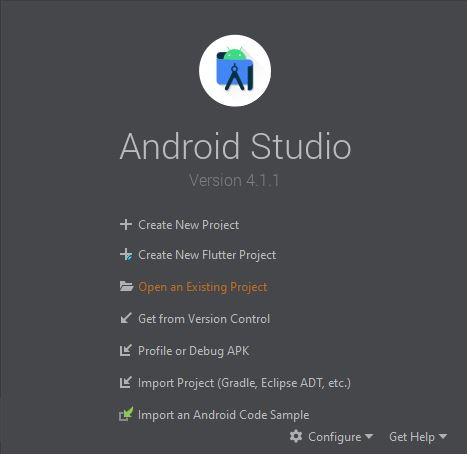 Android Studio
Version 4.1.1
Create New Project
Create New Flutter Project
Open an Existing Project
Get from Version Control
Profile or Debug APK
Import Project (Gradle, Eclipse ADT, etc.)
Import an Android Code Sample
Configure Get Help